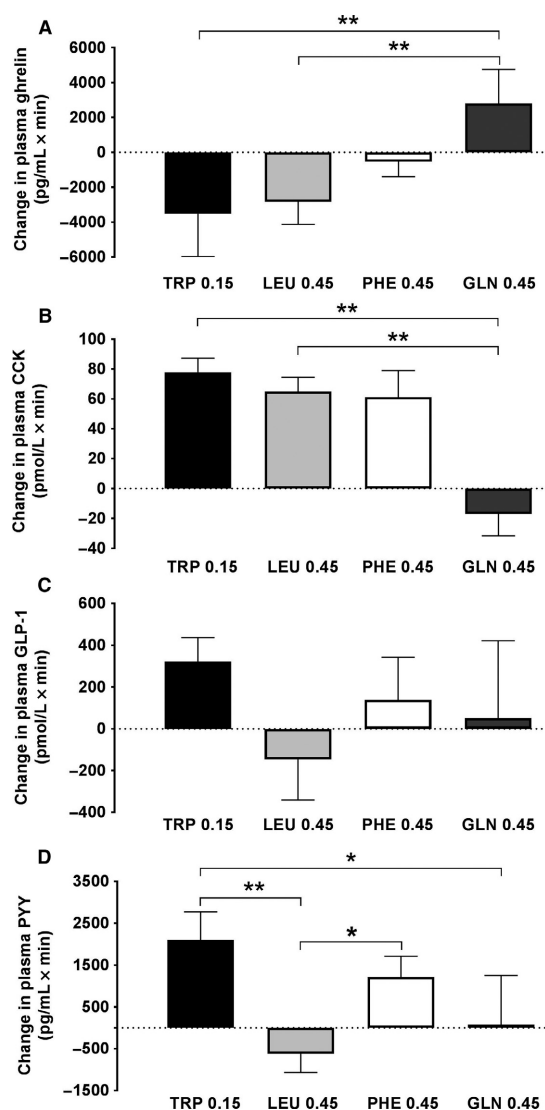 A
**
**
Change in plasma ghrelin
(pg/mL × min)
6000
4000
2000
0
−2000
−4000
−6000
TRP 0.15 LEU 0.45 PHE 0.45 GLN 0.45
B
**
**
Change in plasma CCK
(pmol/L × min)
100
80
60
40
20
0
−20
−40
TRP 0.15 LEU 0.45 PHE 0.45 GLN 0.45
C
Change in plasma GLP-1
(pmol/L × min)
600
400
200
0
−200
−400
TRP 0.15 LEU 0.45 PHE 0.45 GLN 0.45
D
*
**
*
Change in plasma PYY
(pg/mL × min)
3500
2500
1500
500
−500
−1500
TRP 0.15 LEU 0.45 PHE 0.45 GLN 0.45